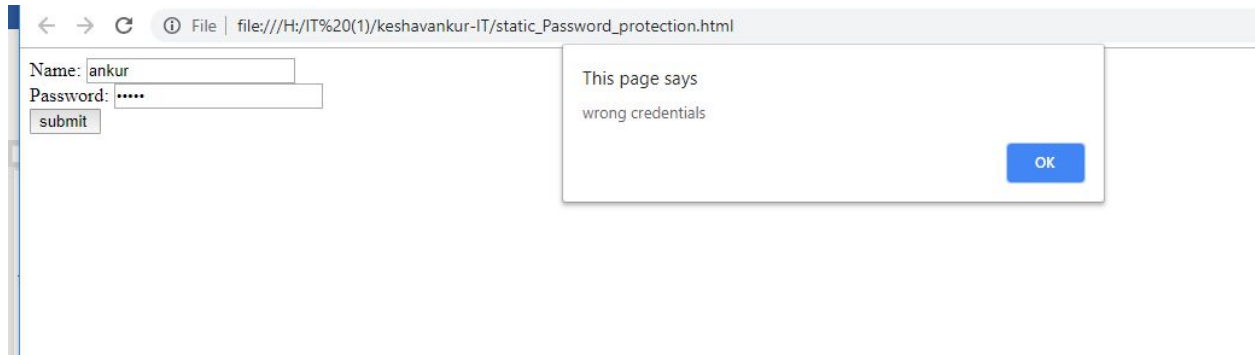 File | file:///H:/IT%20(1)/keshavankur-IT/static_Password_protection.html
Name: ankur
Password: •••••
submit
This page says
wrong credentials
OK